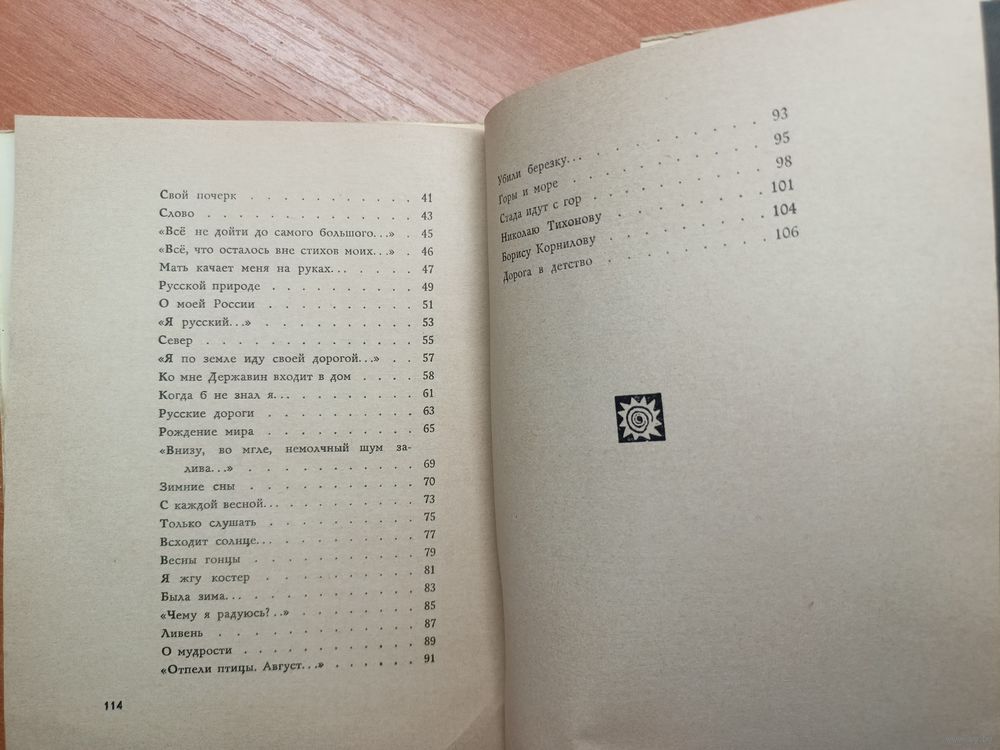 Свой почерк . . . . . . . . . . 41
Слово . . . . . . . . . . . . . 43
«Всё не дойти до самого большого. . .» . 45
«Всё, что осталось вне стихов моих. . .» . 46
Мать качает меня на руках. . . . . . . 47
Русской природе . . . . . . . . . 49
О моей России . . . . . . . . . 51
«Я русский. . .» . . . . . . . . . 53
Север . . . . . . . . . . . . 55
«Я по земле иду своей дорогой. . .» . . 57
Ко мне Державин входит в дом . . . . 58
Когда б не знал я. . . . . . . . . . 61
Русские дороги . . . . . . . . . 63
Рождение мира . . . . . . . . . 65
«Внизу, во мгле, немолчный шум за-
лива. . .» . . . . . . . . . . 69
Зимние сны . . . . . . . . . . 70
С каждой весной. . . . . . . . . . 73
Только слушать . . . . . . . . . 75
Всходит солнце. . . . . . . . . . 77
Весны гонцы . . . . . . . . . . 79
Я жгу костер . . . . . . . . . . 81
Была зима. . . . . . . . . . . . 83
«Чему я радуюсь? . .» . . . . . . . 85
Ливень . . . . . . . . . . . . 87
О мудрости . . . . . . . . . . 89
«Отпели птицы. Август. . .» . . . . . . 91
114
Убили березку. . . . . . . . . . . 93
Горы и море . . . . . . . . . . 95
Стада идут с гор . . . . . . . . . 98
Николаю Тихонову . . . . . . . . 101
Борису Корнилову . . . . . . . . 104
Дорога в детство . . . . . . . . 106